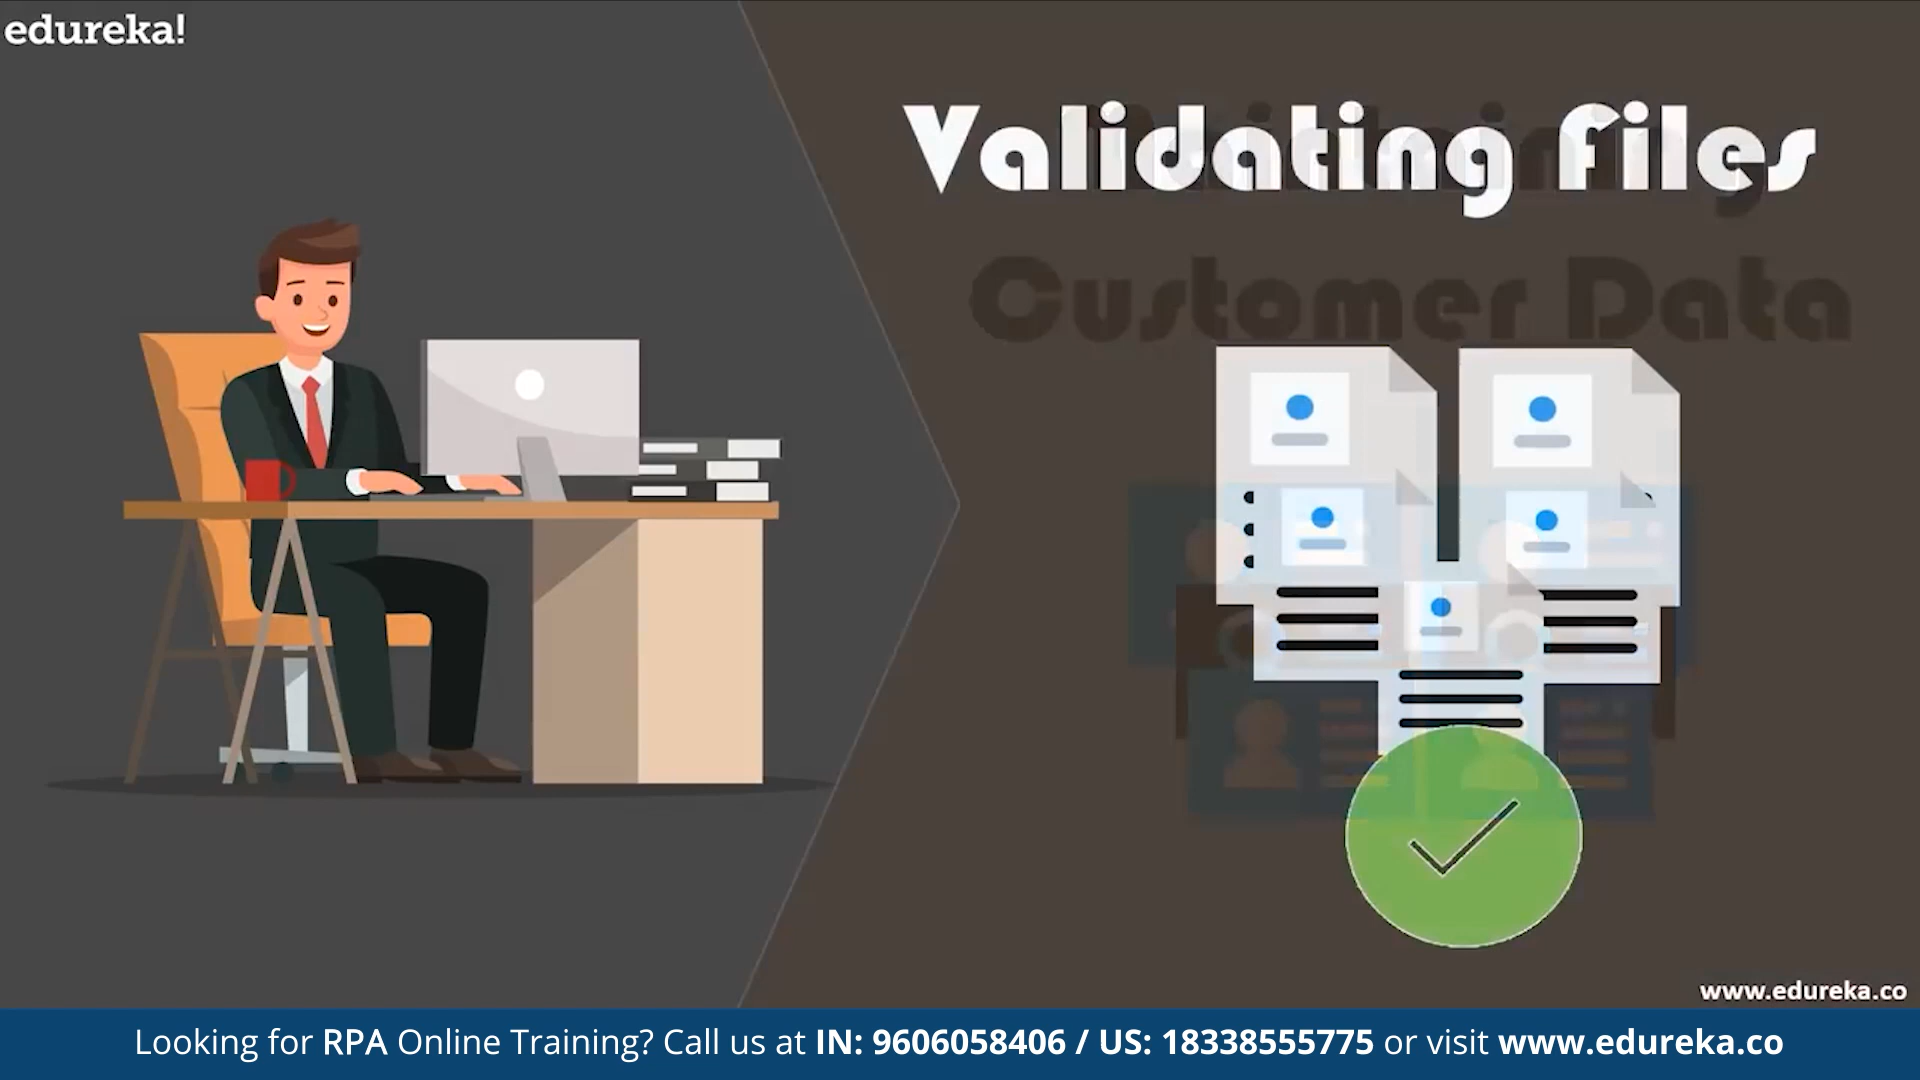 edureka!
Validating Files
Customer Data
www.edureka.co
Looking for RPA Online Training? Call us at IN: 9606058406 / US: 18338555775 or visit www.edureka.co